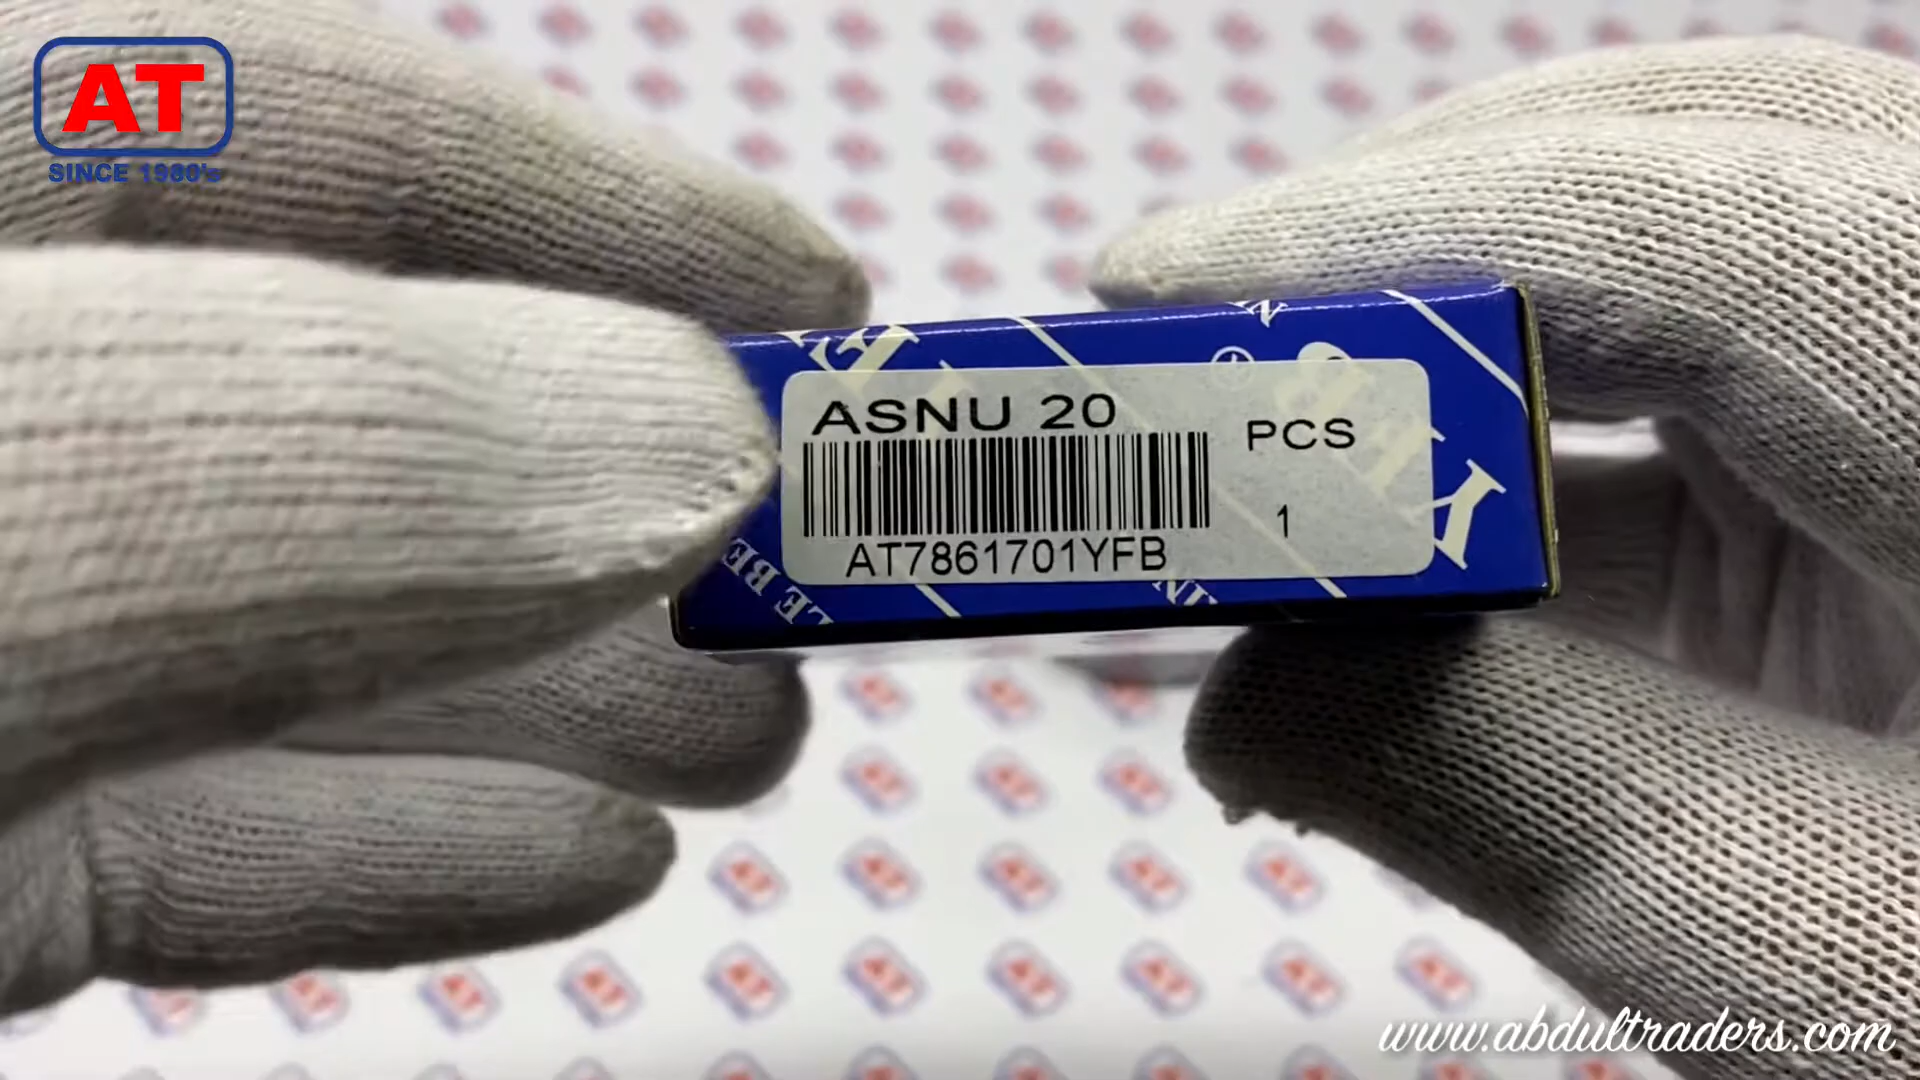 AT
SINCE 1980's
ASNU 20
PCS
1
AT7861701YFB
www.abdultraders.com